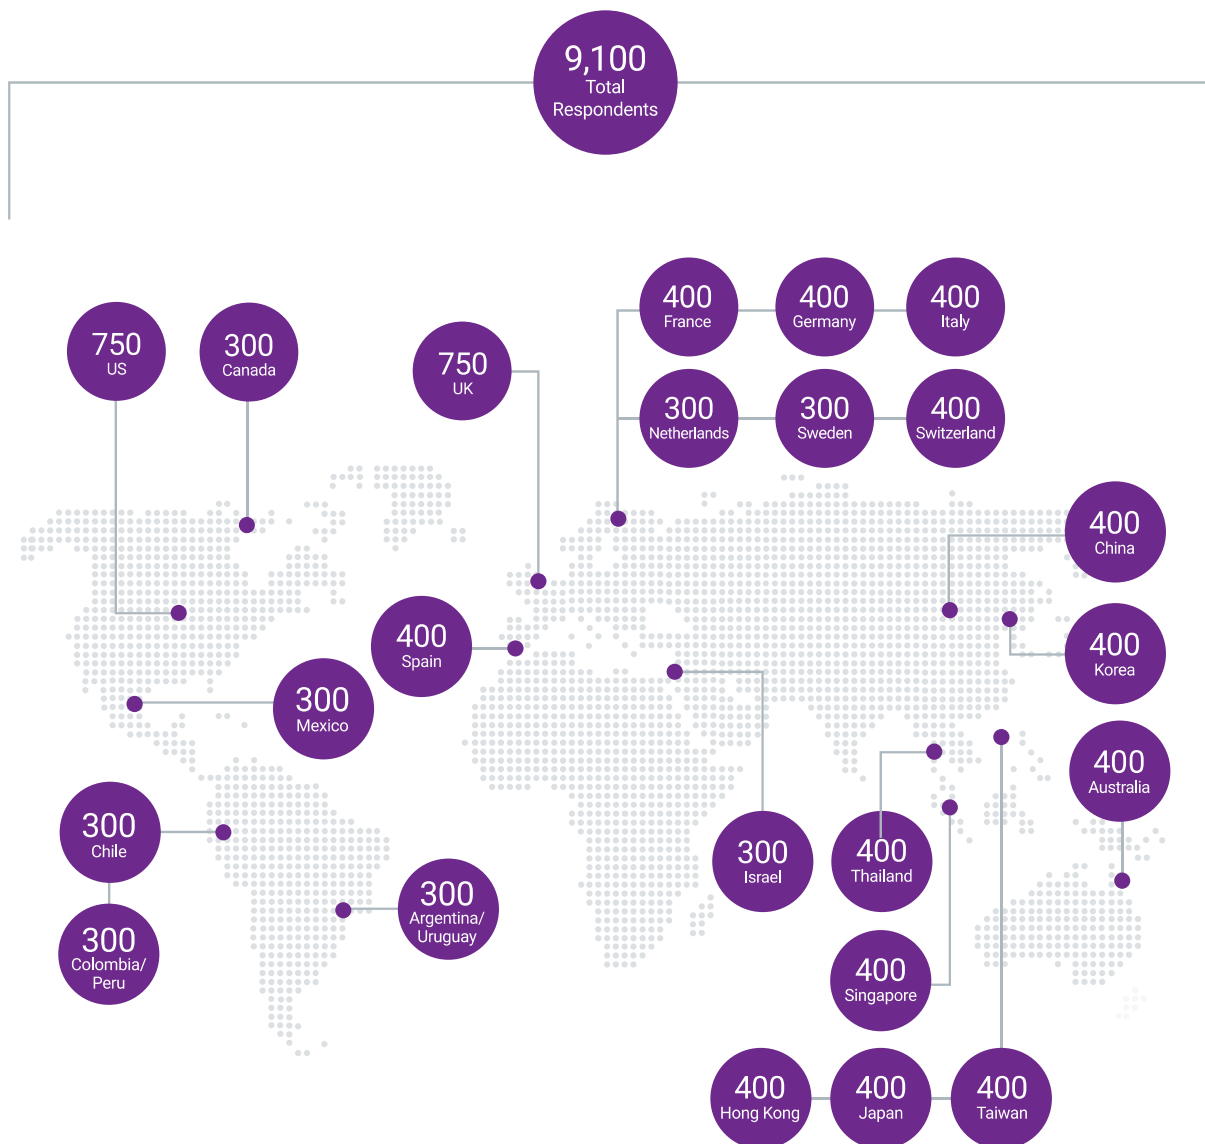 9,100
Total
Respondents
400
France
400
Germany
400
Italy
750
US
300
Canada
750
UK
300
Netherlands
300
Sweden
400
Switzerland
400
China
400
Spain
400
Korea
300
Mexico
400
Australia
300
Chile
300
Israel
400
Thailand
300
Argentina/
Uruguay
300
Colombia/
Peru
400
Singapore
400
Hong Kong
400
Japan
400
Taiwan